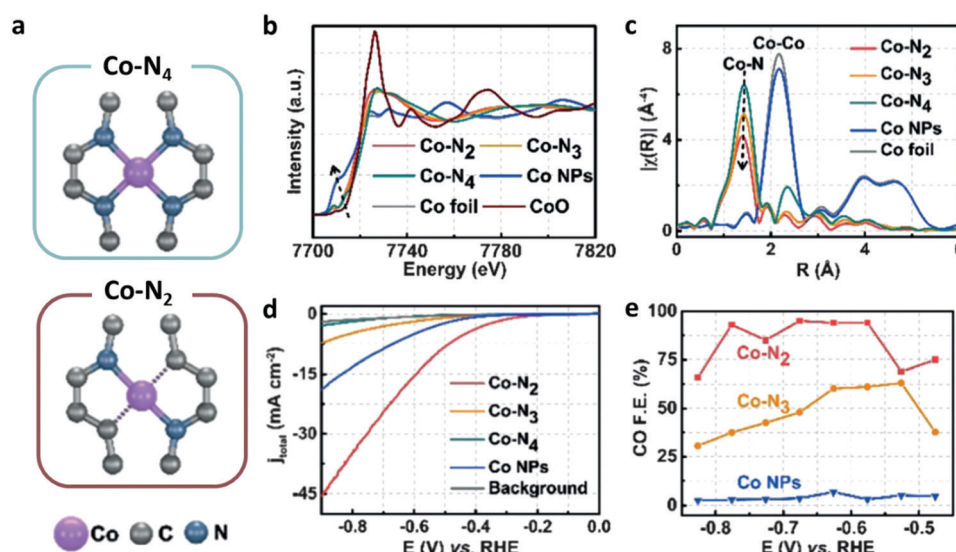 a
Co-N4
Co-N2
Co C N
b
Intensity (a.u.)
Co-N2 Co-N3
Co-N4 Co NPs
Co foil CoO
7700 7740 7780 7820
Energy (eV)
c
|χ(R)| (Å-4)
8
4
0
Co-N
Co-Co
Co-N2
Co-N3
Co-N4
Co NPs
Co foil
0 2 4 6
R (Å)
d
jtotal (mA cm-2)
0
-15
-30
-45
Co-N2
Co-N3
Co-N4
Co NPs
Background
-0.8 -0.6 -0.4 -0.2 0.0
E (V) vs. RHE
e
CO F.E. (%)
100
75
50
25
0
Co-N2
Co-N3
Co NPs
-0.8 -0.7 -0.6 -0.5
E (V) vs. RHE